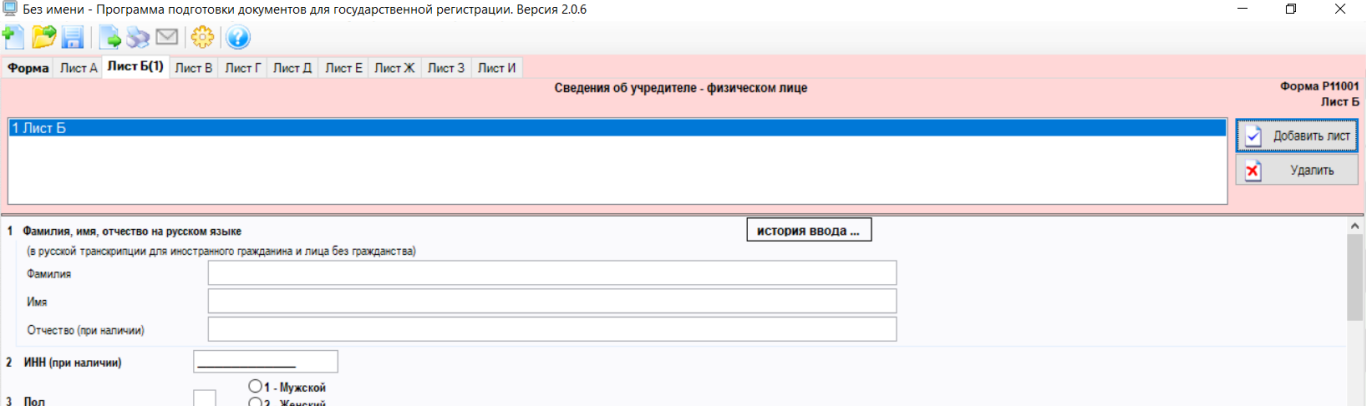 Без имени - Программа подготовки документов для государственной регистрации. Версия 2.0.6
Форма Лист А Лист Б(1) Лист В Лист Г Лист Д Лист Е Лист Ж Лист З Лист И
Сведения об учредителе - физическом лице
Форма Р11001
Лист Б
1 Лист Б
Добавить лист
Удалить
1 Фамилия, имя, отчество на русском языке
история ввода ...
(в русской транскрипции для иностранного гражданина и лица без гражданства)
Фамилия
Имя
Отчество (при наличии)
2 ИНН (при наличии)
3 Пол
1 - Мужской
2 - Женский